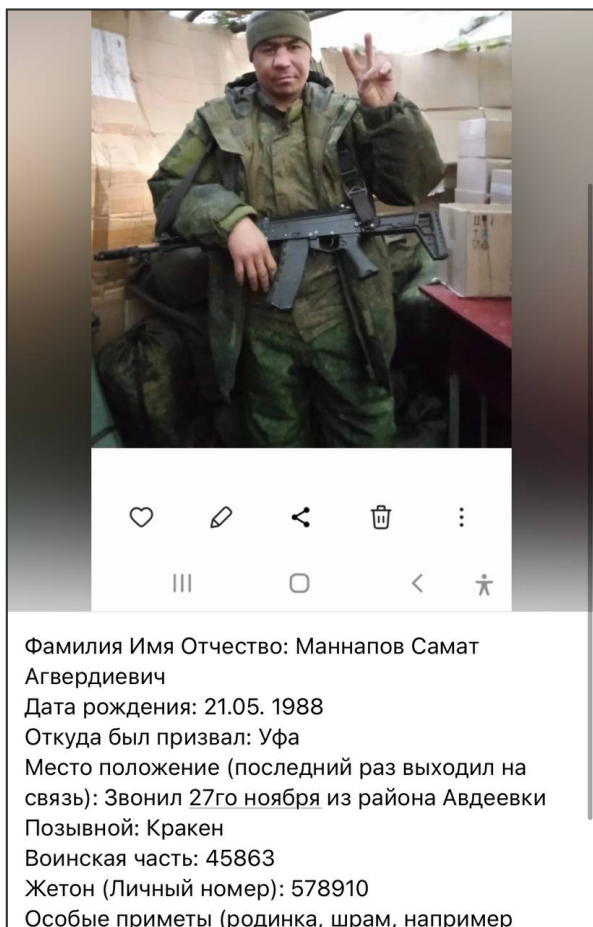 Фамилия Имя Отчество: Маннапов Самат
Агвердиевич
Дата рождения: 21.05. 1988
Откуда был призвал: Уфа
Место положение (последний раз выходил на
связь): Звонил 27го ноября из района Авдеевки
Позывной: Кракен
Воинская часть: 45863
Жетон (Личный номер): 578910
Особые приметы (родинка, шрам, например